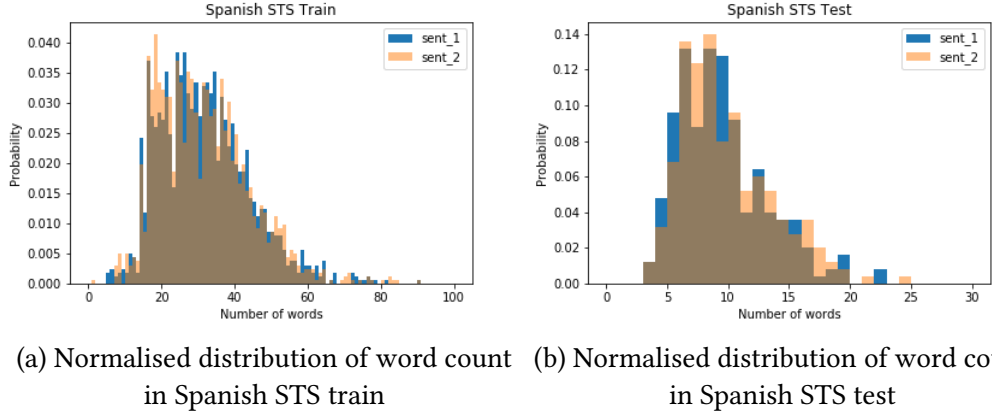 Spanish STS Train
sent_1
sent_2
0.040
0.035
0.030
0.025
0.020
0.015
0.010
0.005
0.000
Probability
0 20 40 60 80 100
Number of words
(a) Normalised distribution of word count
in Spanish STS train
Spanish STS Test
sent_1
sent_2
0.14
0.12
0.10
0.08
0.06
0.04
0.02
0.00
Probability
0 5 10 15 20 25 30
Number of words
(b) Normalised distribution of word co
in Spanish STS test